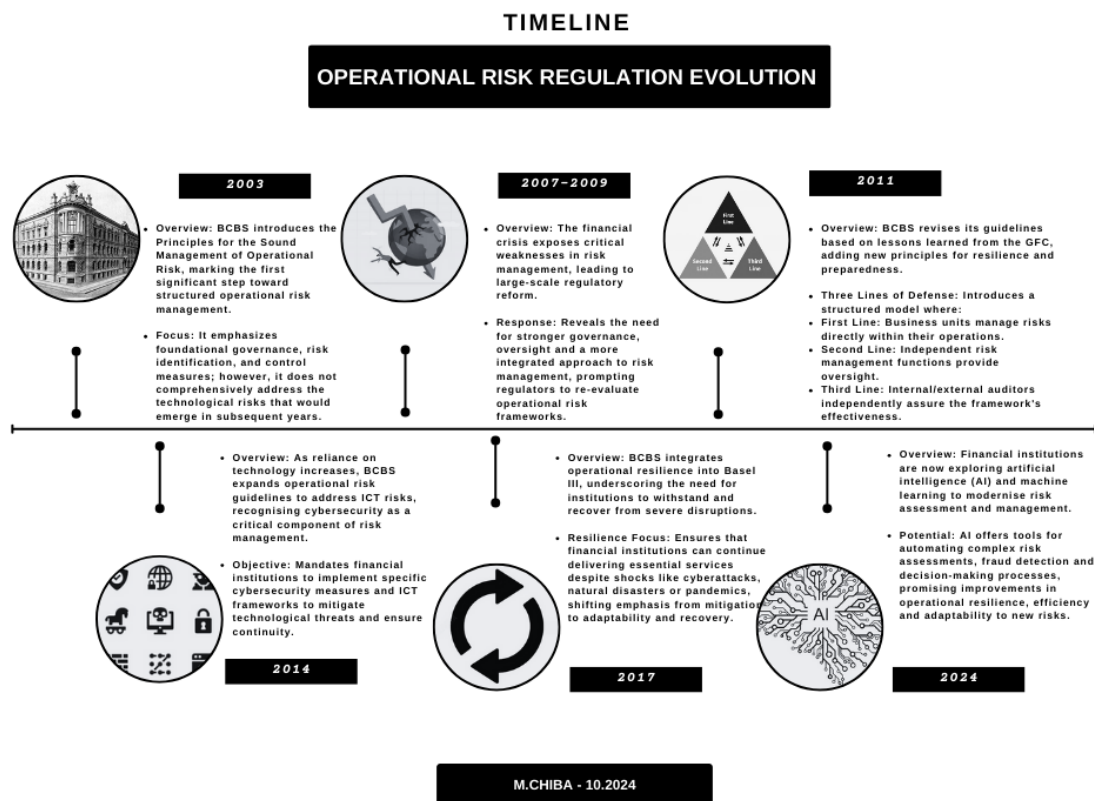 TIMELINE
OPERATIONAL RISK REGULATION EVOLUTION
2003
• Overview: BCBS introduces the
Principles for the Sound
Management of Operational
Risk, marking the first
significant step toward
structured operational risk
management.
• Focus: It emphasizes
foundational governance, risk
identification, and control
measures; however, it does not
comprehensively address the
technological risks that would
emerge in subsequent years.
2007-2009
• Overview: The financial
crisis exposes critical
weaknesses in risk
management, leading to
large-scale regulatory
reform.
• Response: Reveals the need
for stronger governance,
oversight and a more
integrated approach to risk
management, prompting
regulators to re-evaluate
operational risk
frameworks.
First
Line
Second
Line
Third
Line
2011
• Overview: BCBS revises its guidelines
based on lessons learned from the GFC,
adding new principles for resilience and
preparedness.
• Three Lines of Defense: Introduces a
structured model where:
• First Line: Business units manage risks
directly within their operations.
• Second Line: Independent risk
management functions provide
oversight.
• Third Line: Internal/external auditors
independently assure the framework's
effectiveness.
• Overview: As reliance on
technology increases, BCBS
expands operational risk
guidelines to address ICT risks,
recognising cybersecurity as a
critical component of risk
management.
• Objective: Mandates financial
institutions to implement specific
cybersecurity measures and ICT
frameworks to mitigate
technological threats and ensure
continuity.
2014
• Overview: BCBS integrates
operational resilience into Basel
III, underscoring the need for
institutions to withstand and
recover from severe disruptions.
• Resilience Focus: Ensures that
financial institutions can continue
delivering essential services
despite shocks like cyberattacks,
natural disasters or pandemics,
shifting emphasis from mitigation
to adaptability and recovery.
2017
• Overview: Financial institutions
are now exploring artificial
intelligence (AI) and machine
learning to modernise risk
assessment and management.
• Potential: AI offers tools for
automating complex risk
assessments, fraud detection and
decision-making processes,
promising improvements in
operational resilience, efficiency
and adaptability to new risks.
AI
2024
M.CHIBA - 10.2024